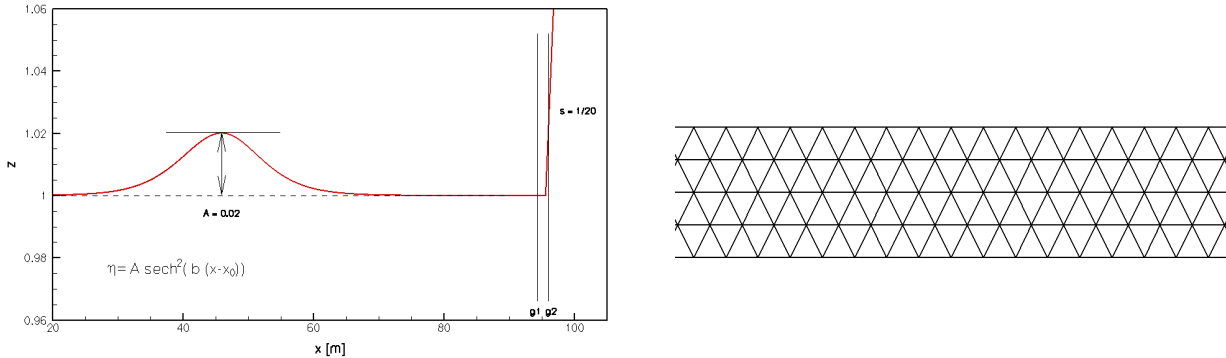 1.06
1.04
s = 1/20
1.02
z
1
A = 0.02
0.98
η= A sech²( b (x-x₀))
g1 g2
0.96
20 40 60 80 100
x [m]